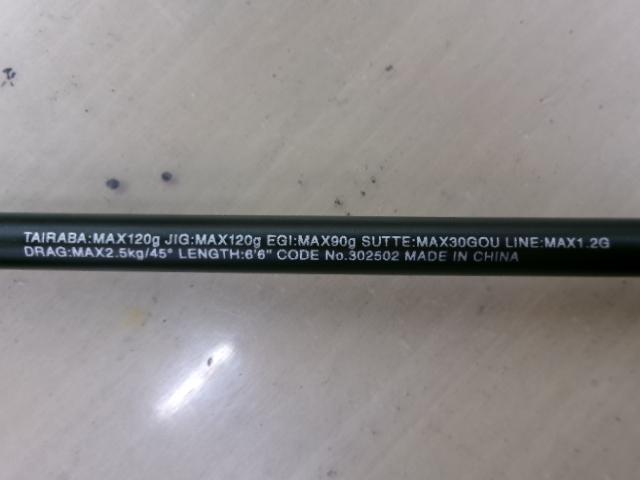 TAIRABA:MAX120g JIG:MAX120g EGI:MAX90g SUTTE:MAX30GOU LINE:MAX1.2G
DRAG:MAX2.5kg/45° LENGTH:6'6" CODE No.302502 MADE IN CHINA